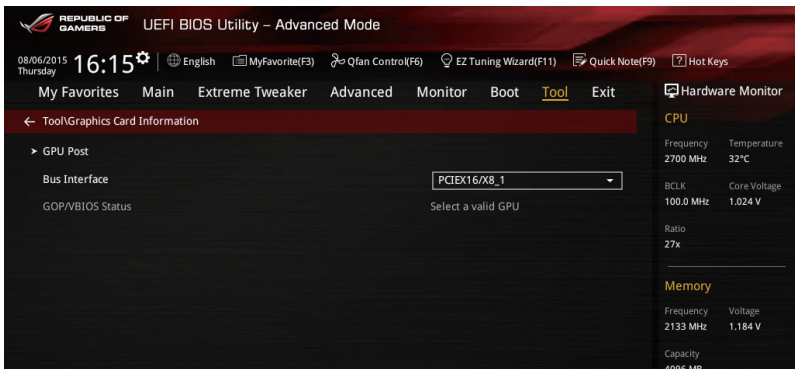 REPUBLIC OF
GAMERS
UEFI BIOS Utility – Advanced Mode
08/06/2015
Thursday
16:15
English
MyFavorite(F3)
Qfan Control(F6)
EZ Tuning Wizard(F11)
Quick Note(F9)
? Hot Keys
My Favorites
Main
Extreme Tweaker
Advanced
Monitor
Boot
Tool
Exit
Hardware Monitor
← Tool\Graphics Card Information
CPU
> GPU Post
Frequency Temperature
2700 MHz 32°C
Bus Interface PCIEX16/X8_1
BCLK Core Voltage
100.0 MHz 1.024 V
GOP/VBIOS Status Select a valid GPU
Ratio
27x
Memory
Frequency Voltage
2133 MHz 1.184 V
Capacity
4096 MB